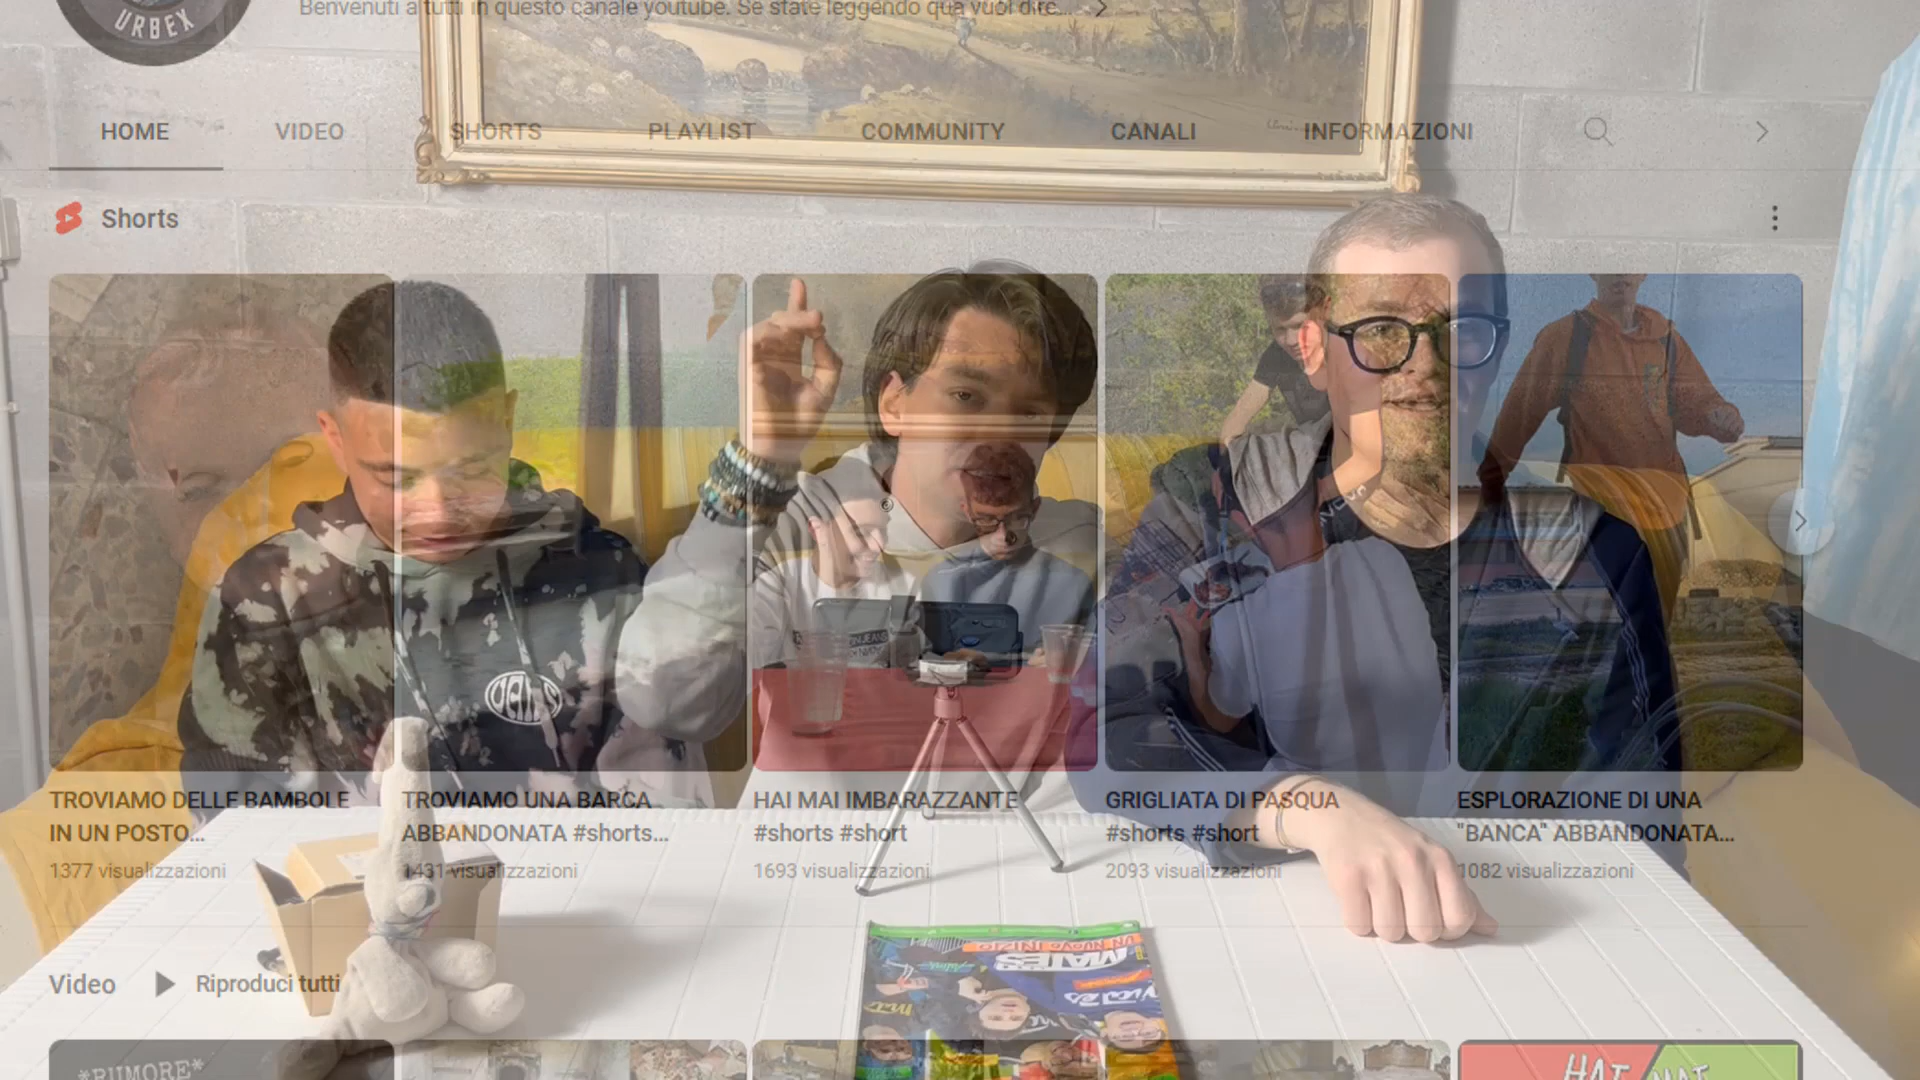 URBEX
Benvenuti a tutti in questo canale youtube. Se state leggendo qua vuol dire...
HOME VIDEO SHORTS PLAYLIST COMMUNITY CANALI INFORMAZIONI
Shorts
TROVIAMO DELLE BAMBOLE
IN UN POSTO...
1377 visualizzazioni
TROVIAMO UNA BARCA
ABBANDONATA #shorts...
1431 visualizzazioni
HAI MAI IMBARAZZANTE
#shorts #short
1693 visualizzazioni
GRIGLIATA DI PASQUA
#shorts #short
2093 visualizzazioni
ESPLORAZIONE DI UNA
"BANCA" ABBANDONATA...
1082 visualizzazioni
UN NUOVO INIZIO
MATES
Video Riproduci tutti
*RUMORE*
HAI MAI